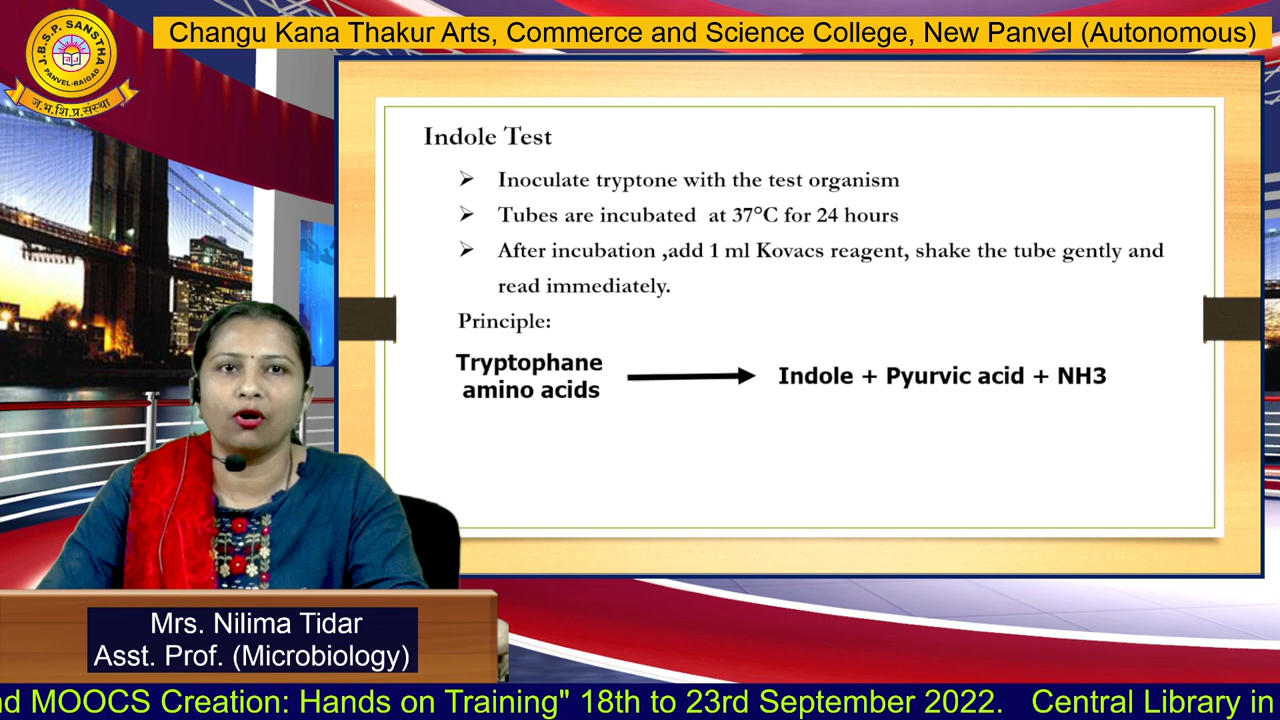 Changu Kana Thakur Arts, Commerce and Science College, New Panvel (Autonomous)
J.B.S.P. SANSTHA
PANVEL-RAIGAD
ज.भ.शि.प्र.संस्था
Indole Test
Inoculate tryptone with the test organism
Tubes are incubated at 37°C for 24 hours
After incubation ,add 1 ml Kovacs reagent, shake the tube gently and
read immediately.
Principle:
Tryptophane
amino acids
Indole + Pyurvic acid + NH3
Mrs. Nilima Tidar
Asst. Prof. (Microbiology)
nd MOOCS Creation: Hands on Training" 18th to 23rd September 2022. Central Library in